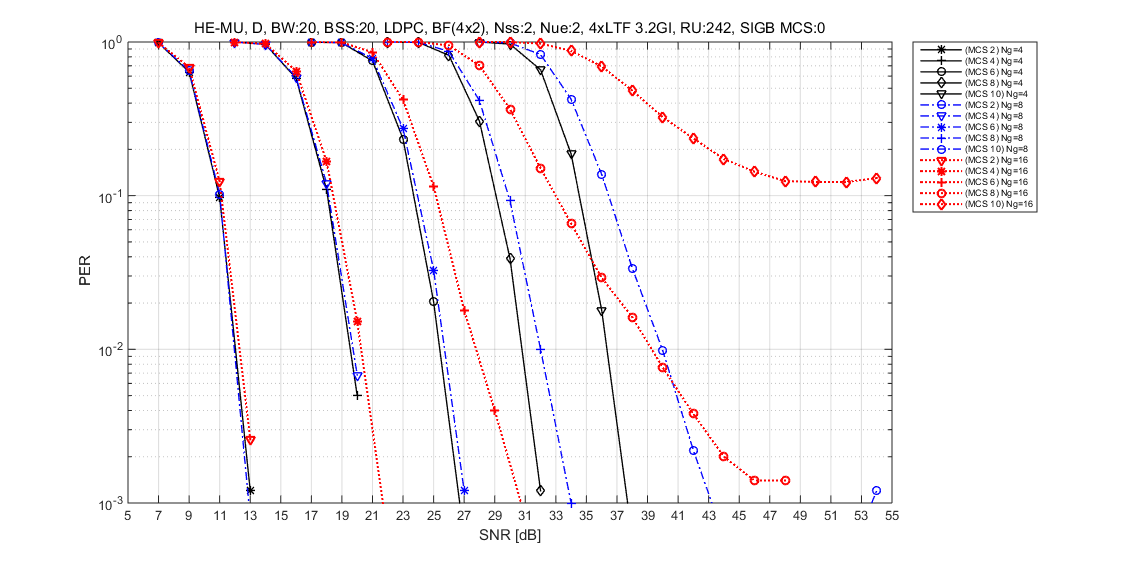 HE-MU, D, BW:20, BSS:20, LDPC, BF(4x2), Nss:2, Nue:2, 4xLTF 3.2GI, RU:242, SIGB MCS:0
10^0
10^-1
10^-2
10^-3
PER
5 7 9 11 13 15 17 19 21 23 25 27 29 31 33 35 37 39 41 43 45 47 49 51 53 55
SNR [dB]
(MCS 2) Ng=4
(MCS 4) Ng=4
(MCS 6) Ng=4
(MCS 8) Ng=4
(MCS 10) Ng=4
(MCS 2) Ng=8
(MCS 4) Ng=8
(MCS 6) Ng=8
(MCS 8) Ng=8
(MCS 10) Ng=8
(MCS 2) Ng=16
(MCS 4) Ng=16
(MCS 6) Ng=16
(MCS 8) Ng=16
(MCS 10) Ng=16